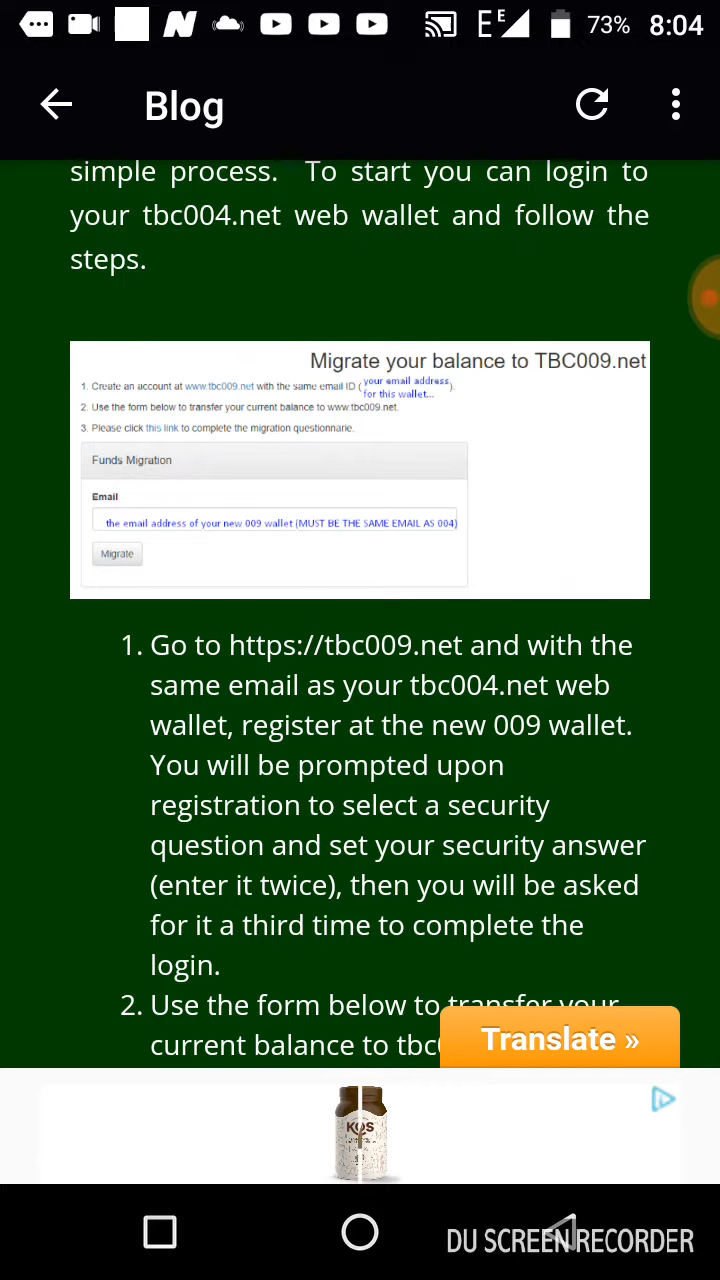 73% 8:04
Blog
simple process. To start you can login to
your tbc004.net web wallet and follow the
steps.
Migrate your balance to TBC009.net
1. Create an account at www.tbc009.net with the same email ID ( your email address
for this wallet... ).
2. Use the form below to transfer your current balance to www.tbc009.net.
3. Please click this link to complete the migration questionnarie.
Funds Migration
Email
the email address of your new 009 wallet (MUST BE THE SAME EMAIL AS 004)
Migrate
1. Go to https://tbc009.net and with the
same email as your tbc004.net web
wallet, register at the new 009 wallet.
You will be prompted upon
registration to select a security
question and set your security answer
(enter it twice), then you will be asked
for it a third time to complete the
login.
2. Use the form below to transfer your
current balance to tbc
Translate »
KOS
DU SCREEN RECORDER